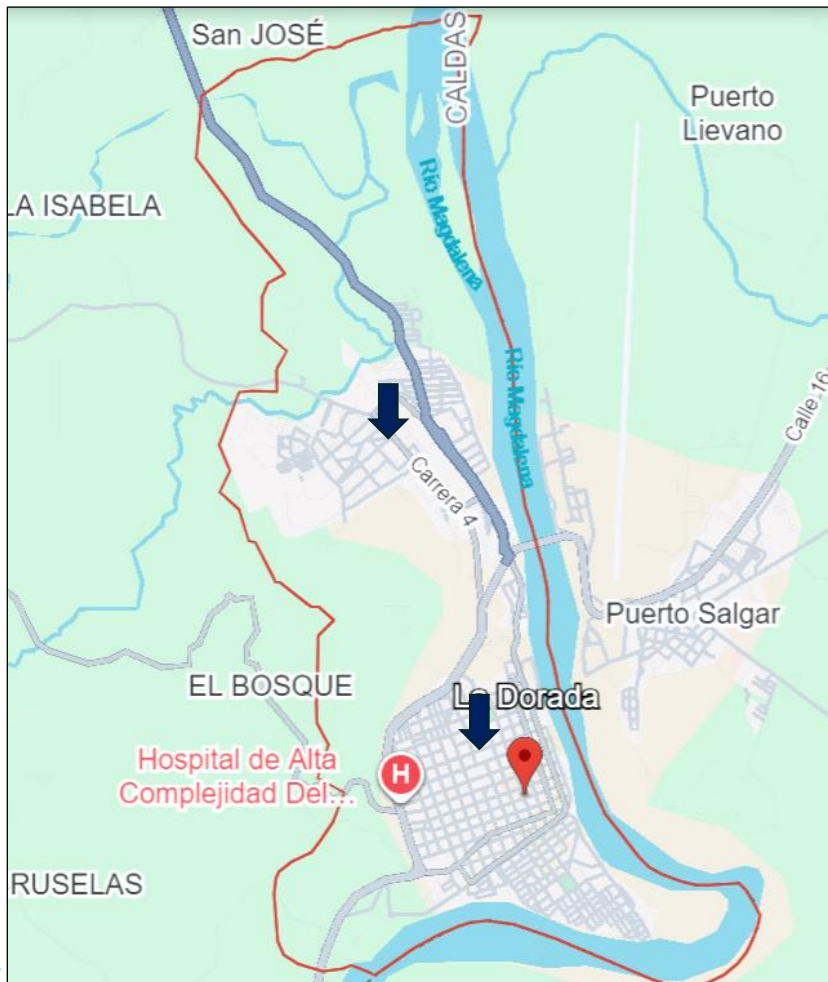 San JOSÉ
CALDAS
Puerto
Lievano
LA ISABELA
Río Magdalena
Río Magdalena
Calle 16
Carrera 4
Puerto Salgar
EL BOSQUE
La Dorada
Hospital de Alta
Complejidad Del...
H
RUSELAS